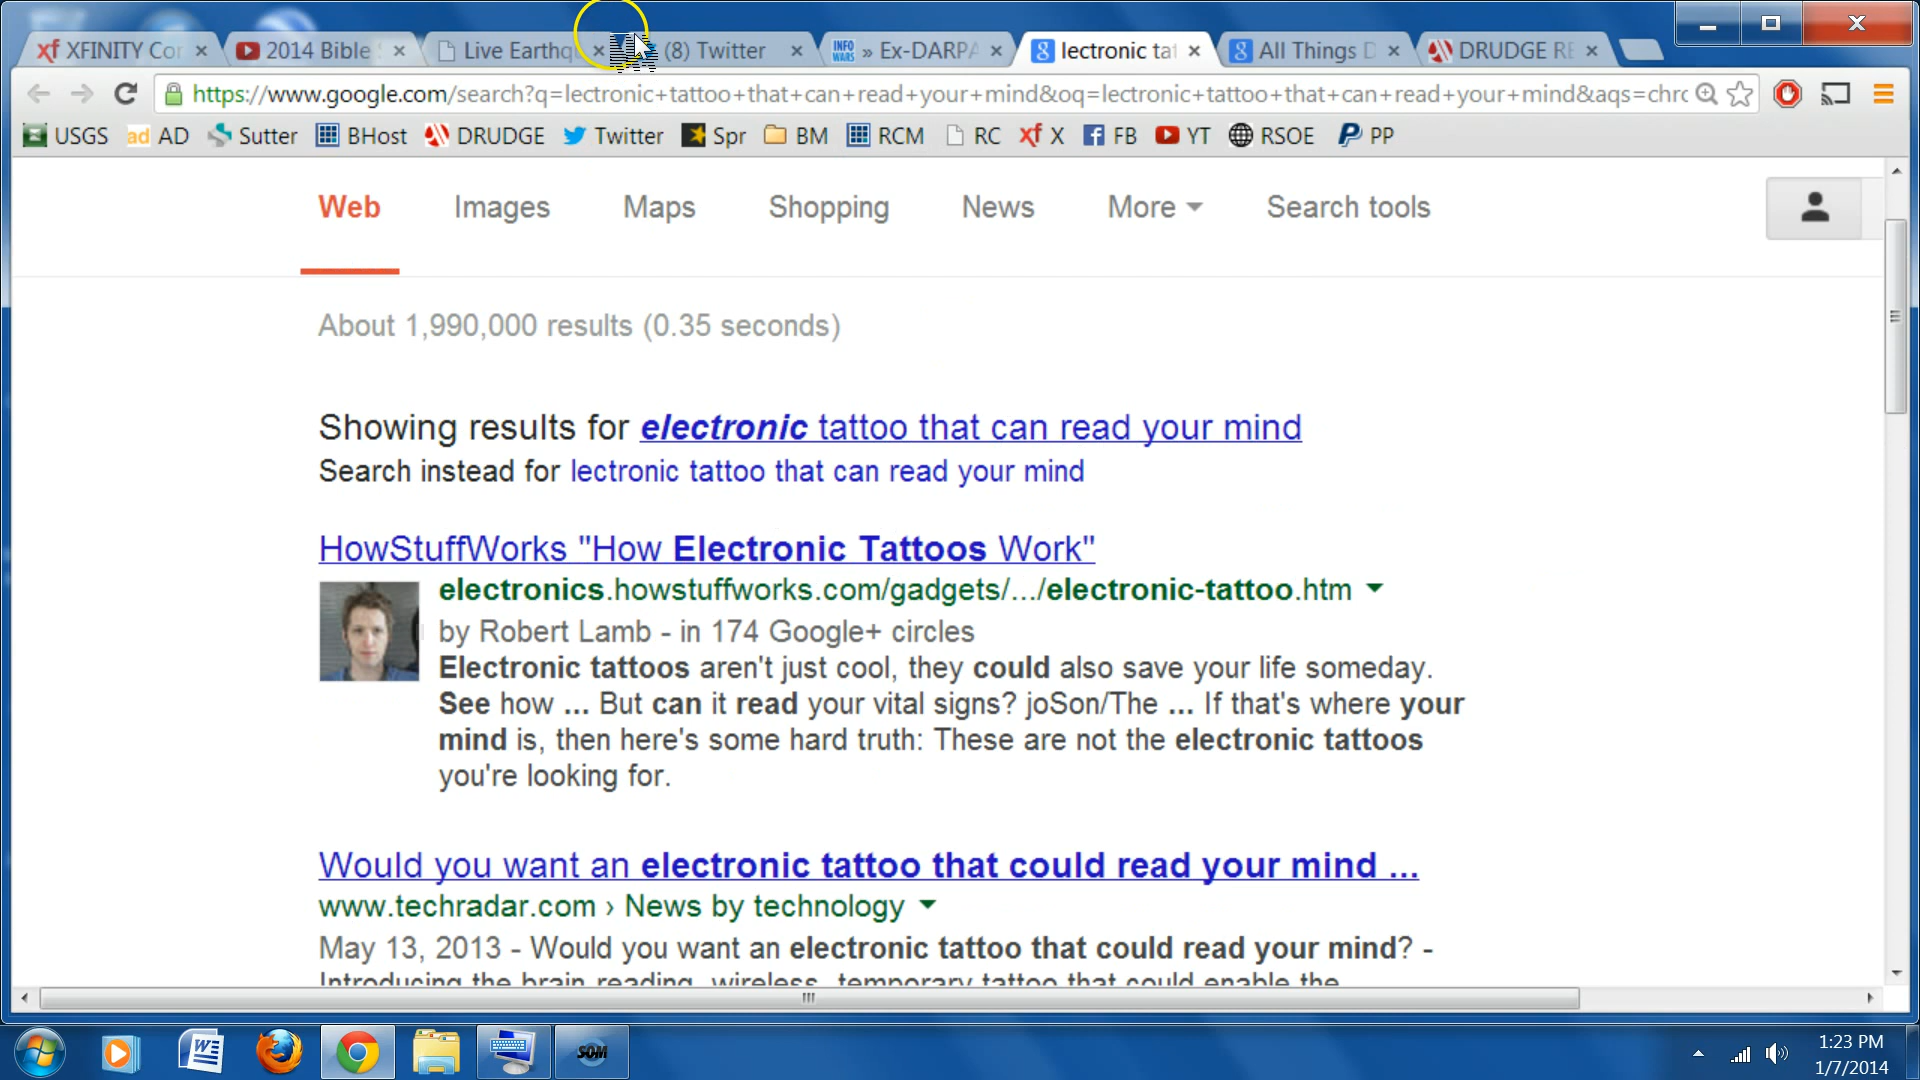 XFINITY Con
2014 Bible
Live Earthqu
(8) Twitter
INFO WARS » Ex-DARPA
lectronic tat
All Things D
DRUDGE RE
https://www.google.com/search?q=lectronic+tattoo+that+can+read+your+mind&oq=lectronic+tattoo+that+can+read+your+mind&aqs=chrc
USGS ad AD Sutter BHost DRUDGE Twitter Spr BM RCM RC xf X FB YT RSOE PP
Web Images Maps Shopping News More Search tools
About 1,990,000 results (0.35 seconds)
Showing results for electronic tattoo that can read your mind
Search instead for lectronic tattoo that can read your mind
HowStuffWorks "How Electronic Tattoos Work"
electronics.howstuffworks.com/gadgets/.../electronic-tattoo.htm
by Robert Lamb - in 174 Google+ circles
Electronic tattoos aren't just cool, they could also save your life someday.
See how ... But can it read your vital signs? joSon/The ... If that's where your
mind is, then here's some hard truth: These are not the electronic tattoos
you're looking for.
Would you want an electronic tattoo that could read your mind ...
www.techradar.com › News by technology
May 13, 2013 - Would you want an electronic tattoo that could read your mind? -
Introducing the brain reading, wireless, temporary tattoo that could enable the
SOM
1:23 PM
1/7/2014